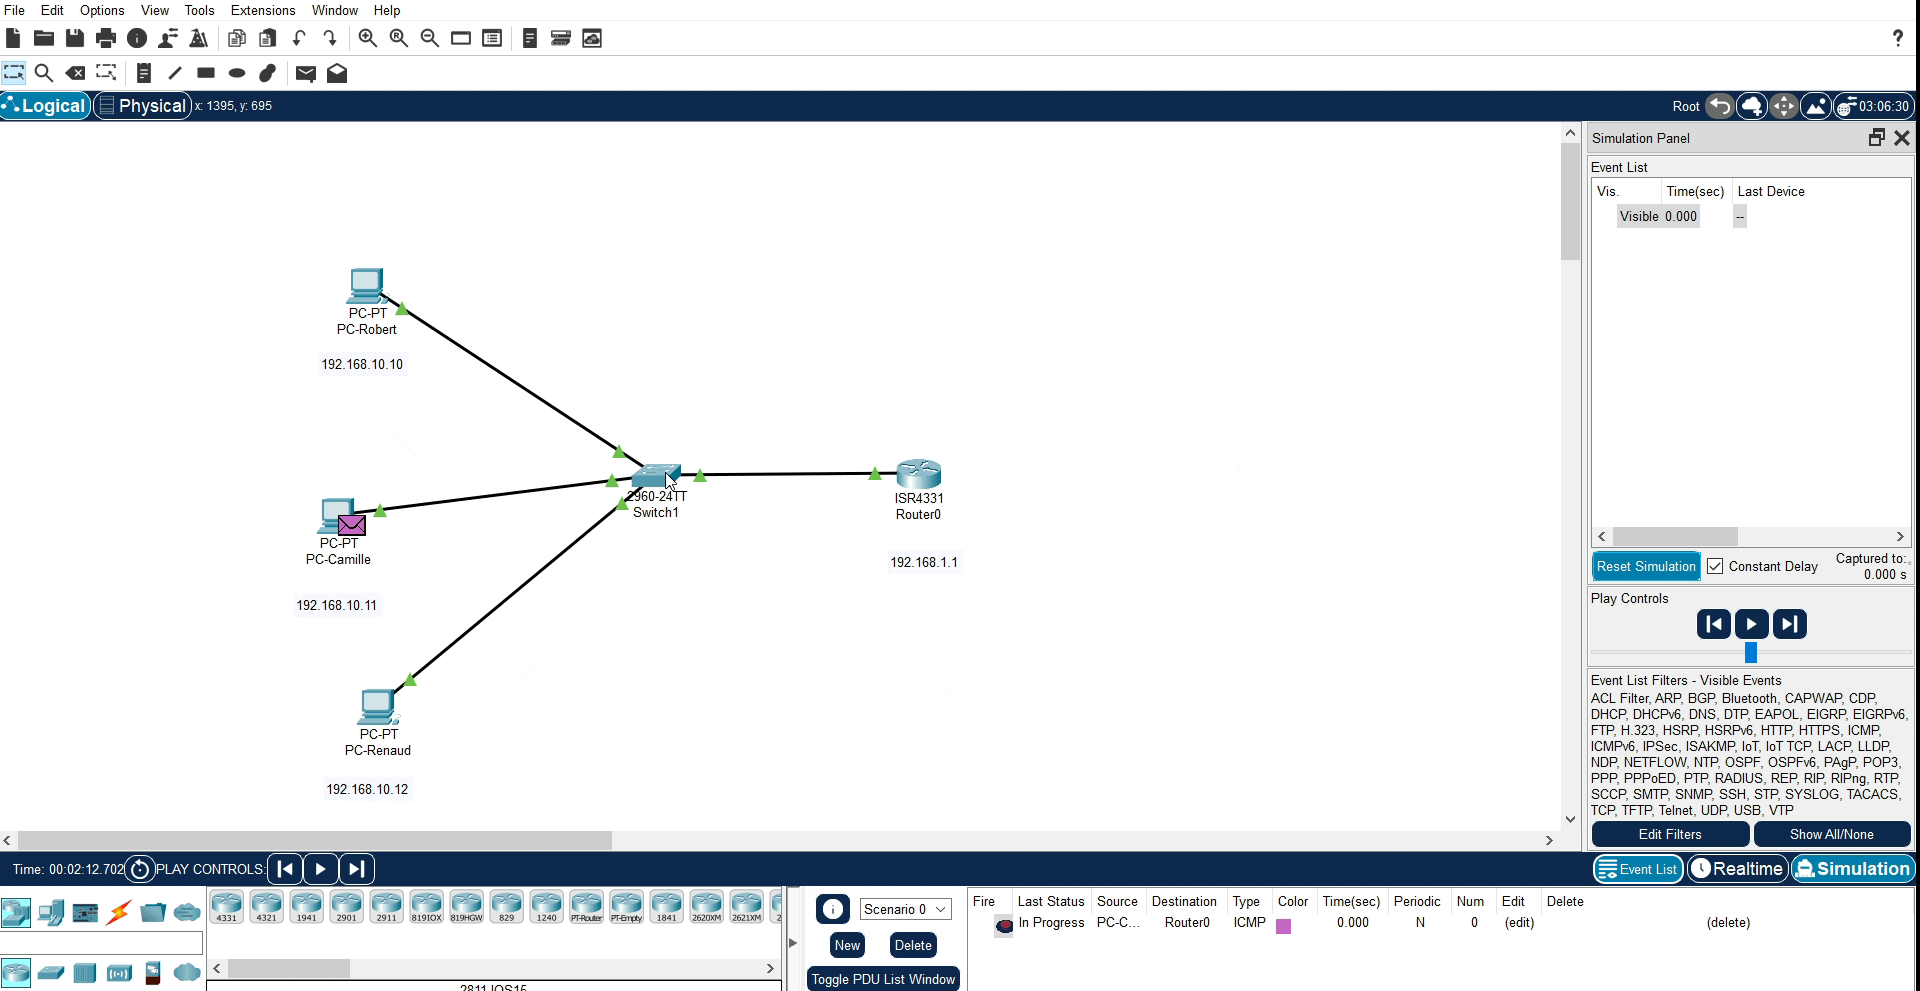 File Edit Options View Tools Extensions Window Help
?
Logical Physical x: 1395, y: 695 Root 03:06:30
Simulation Panel
Event List
Vis. Time(sec) Last Device
Visible 0.000 --
PC-PT
PC-Robert
192.168.10.10
2960-24TT
Switch1
ISR4331
Router0
192.168.1.1
PC-PT
PC-Camille
192.168.10.11
PC-PT
PC-Renaud
192.168.10.12
Reset Simulation Constant Delay Captured to:
0.000 s
Play Controls
Event List Filters - Visible Events
ACL Filter, ARP, BGP, Bluetooth, CAPWAP, CDP,
DHCP, DHCPv6, DNS, DTP, EAPOL, EIGRP, EIGRPv6,
FTP, H.323, HSRP, HSRPv6, HTTP, HTTPS, ICMP,
ICMPv6, IPSec, ISAKMP, IoT, IoT TCP, LACP, LLDP,
NDP, NETFLOW, NTP, OSPF, OSPFv6, PAgP, POP3,
PPP, PPPoED, PTP, RADIUS, REP, RIP, RIPng, RTP,
SCCP, SMTP, SNMP, SSH, STP, SYSLOG, TACACS,
TCP, TFTP, Telnet, UDP, USB, VTP
Edit Filters Show All/None
Time: 00:02:12.702 PLAY CONTROLS: Event List Realtime Simulation
4331 4321 1941 2901 2911 819IOX 819HGW 829 1240 PT-Router PT-Empty 1841 2620XM 2621XM 2
2811 IOS15
Scenario 0
New Delete
Toggle PDU List Window
Fire Last Status Source Destination Type Color Time(sec) Periodic Num Edit Delete
In Progress PC-C... Router0 ICMP 0.000 N 0 (edit) (delete)